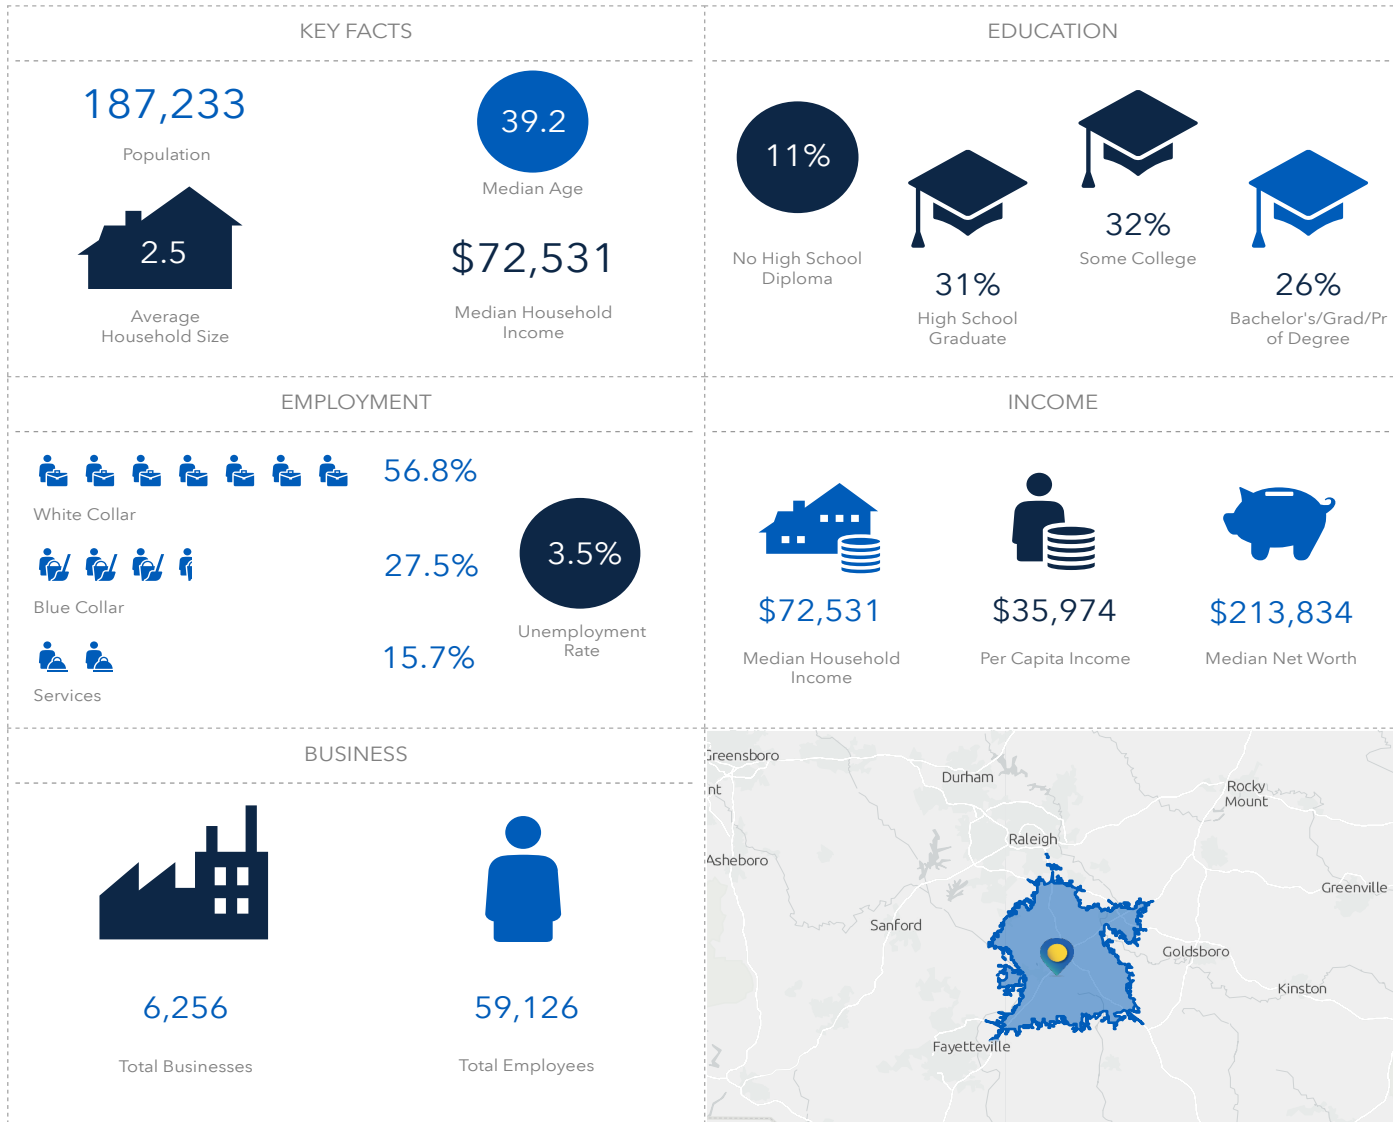 KEY FACTS
187,233
Population
39.2
Median Age
2.5
Average
Household Size
$72,531
Median Household
Income
EDUCATION
11%
No High School
Diploma
31%
High School
Graduate
32%
Some College
26%
Bachelor's/Grad/Pr
of Degree
EMPLOYMENT
56.8%
White Collar
27.5%
Blue Collar
15.7%
Services
3.5%
Unemployment
Rate
INCOME
$72,531
Median Household
Income
$35,974
Per Capita Income
$213,834
Median Net Worth
BUSINESS
6,256
Total Businesses
59,126
Total Employees
Greensboro
nt
Durham
Rocky
Mount
Raleigh
Asheboro
Greenville
Sanford
Goldsboro
Kinston
Fayetteville